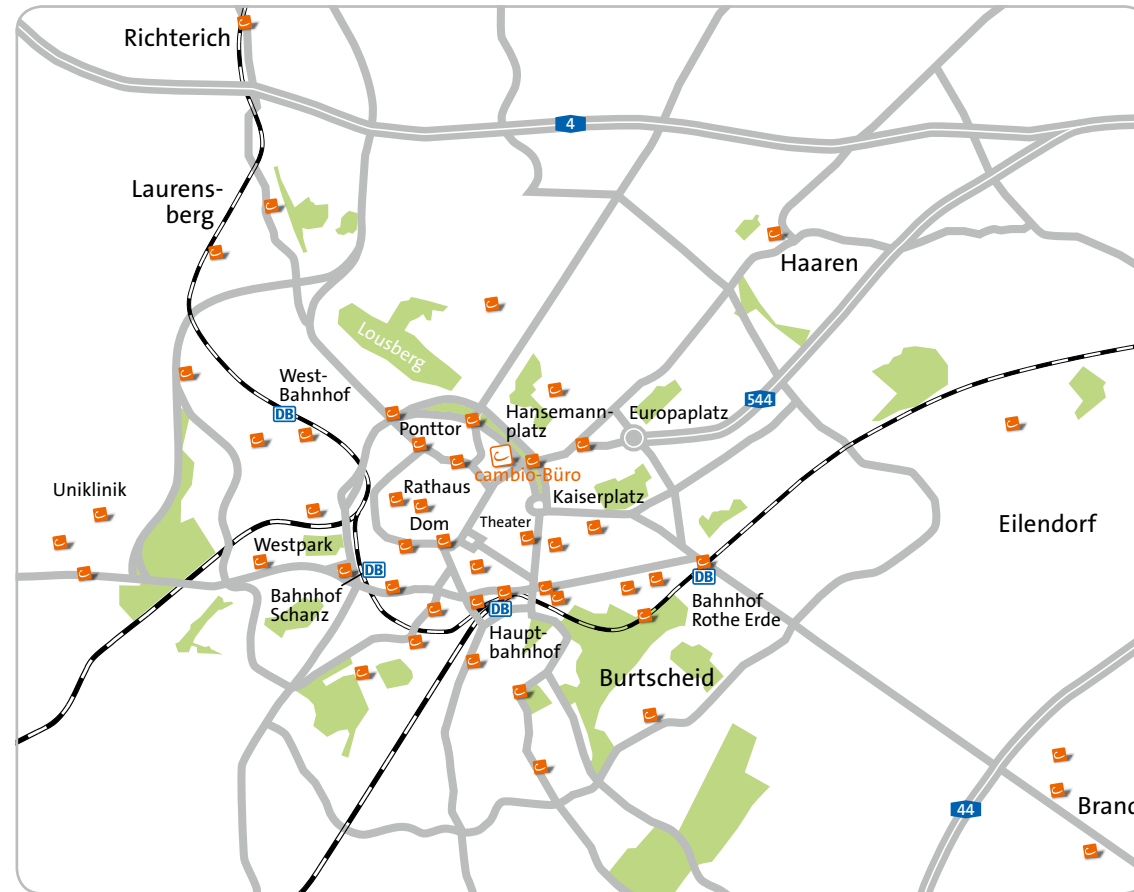 Richterich
4
Laurens-
berg
Haaren
Lousberg
West-
Bahnhof
DB
544
Hansemann-
platz
Europaplatz
Ponttor
cambio-Büro
Rathaus
Kaiserplatz
Uniklinik
Dom
Theater
Eilendorf
Westpark
DB
Bahnhof
Schanz
DB
Bahnhof
Rothe Erde
DB
Haupt-
bahnhof
Burtscheid
44
Brand